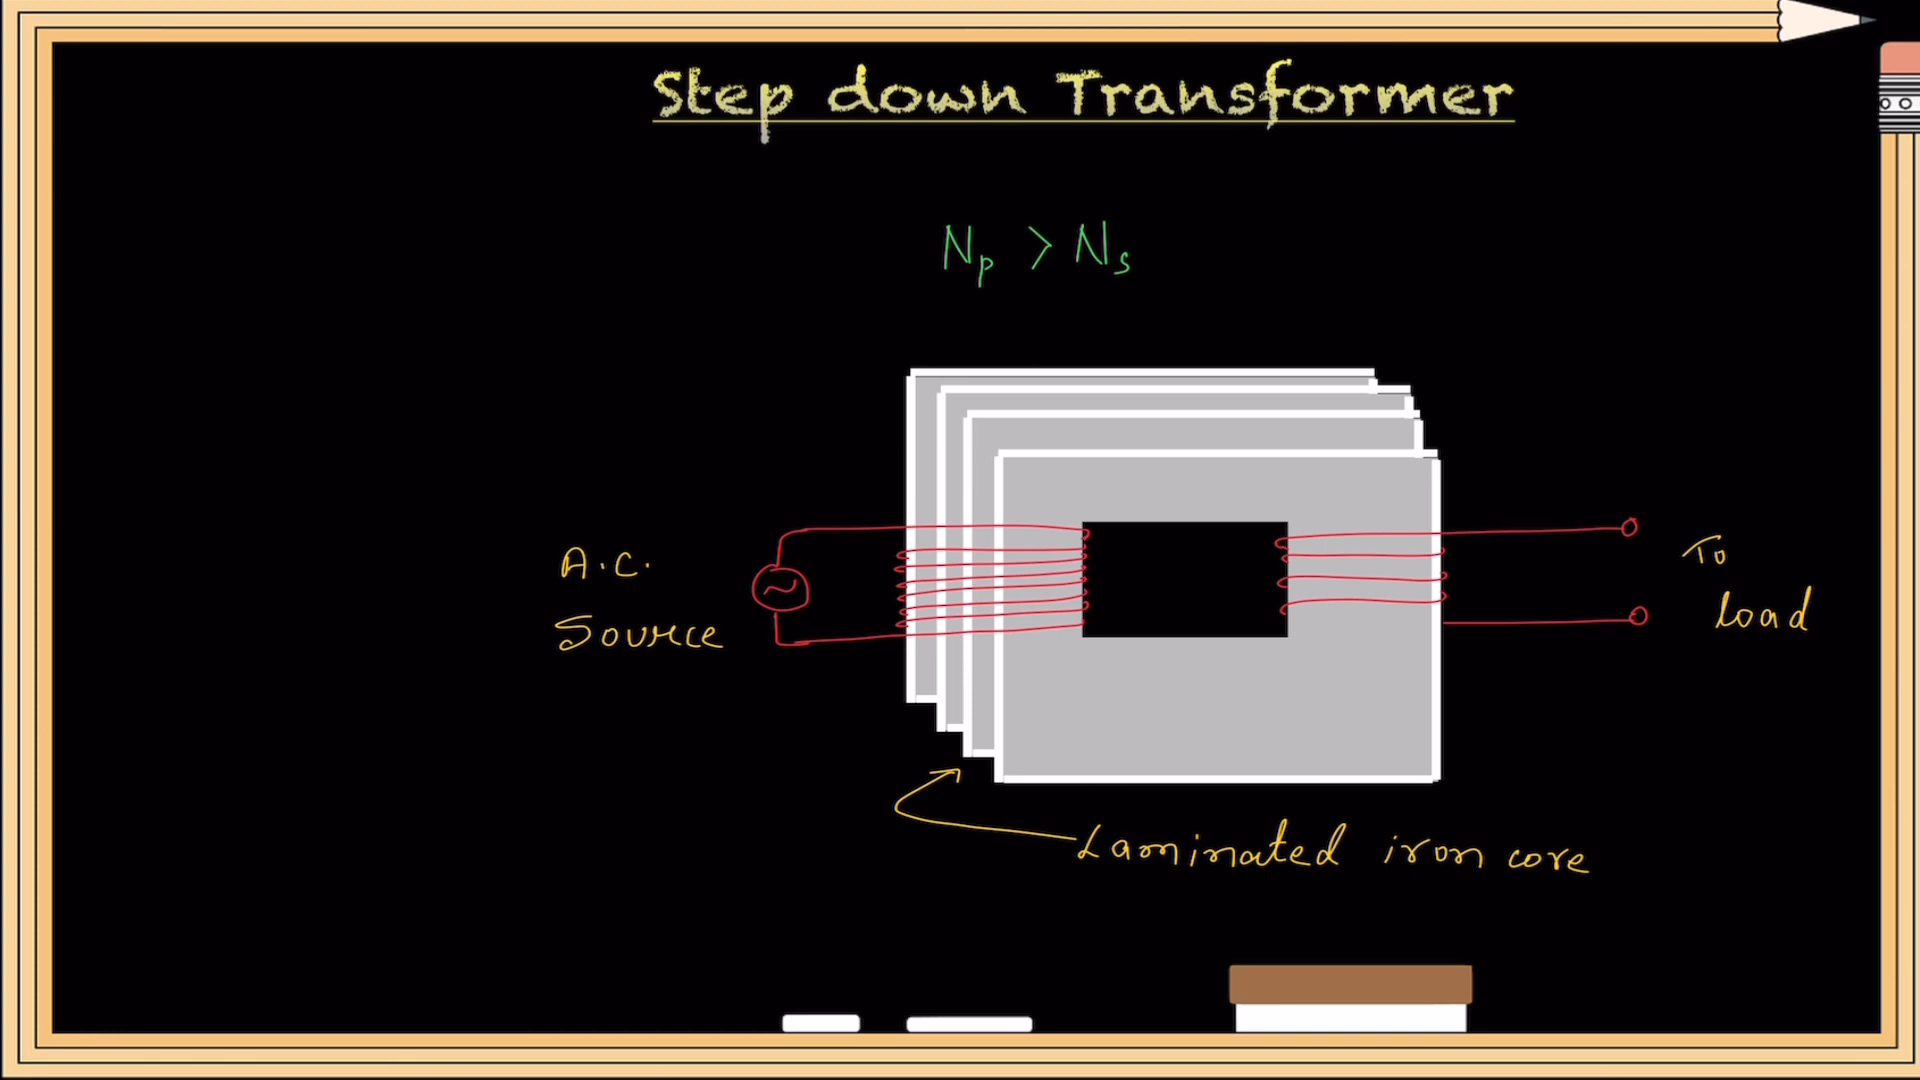 Step down Transformer
Np > Ns
A.C.
Source
To
load
Laminated iron core